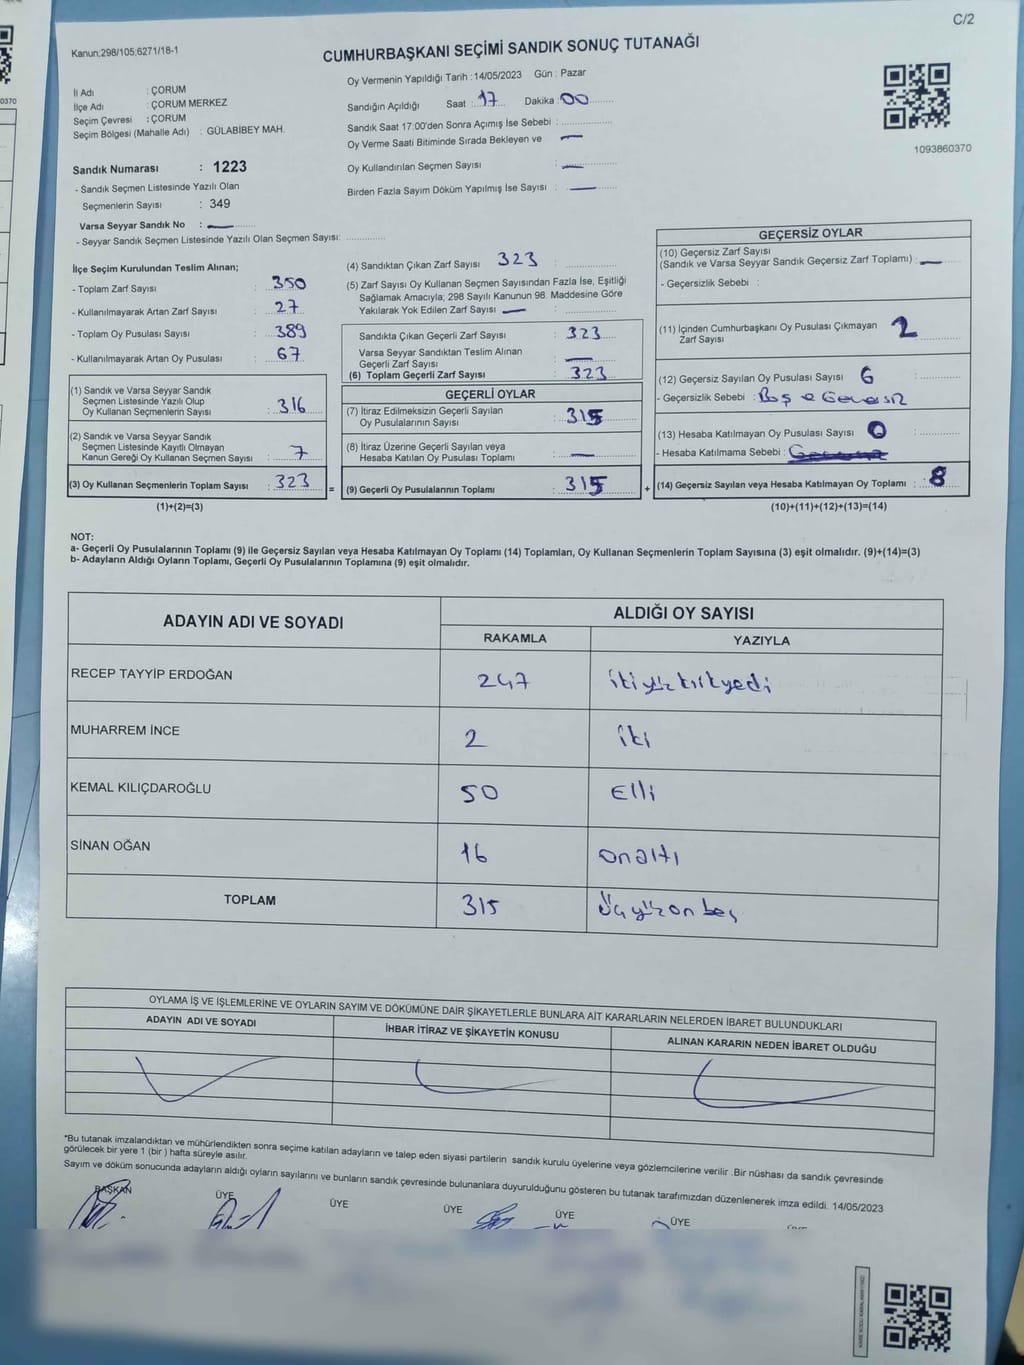 C/2
Kanun;298/105,6271/18-1
CUMHURBAŞKANI SEÇİMİ SANDIK SONUÇ TUTANAĞI
İl Adı : ÇORUM
İlçe Adı : ÇORUM MERKEZ
Seçim Çevresi : ÇORUM
Seçim Bölgesi (Mahalle Adı) : GÜLABİBEY MAH.
Sandık Numarası : 1223
- Sandık Seçmen Listesinde Yazılı Olan
Seçmenlerin Sayısı : 349
Varsa Seyyar Sandık No :
- Seyyar Sandık Seçmen Listesinde Yazılı Olan Seçmen Sayısı:
Oy Vermenin Yapıldığı Tarih : 14/05/2023 Gün : Pazar
Sandığın Açıldığı Saat : 17 Dakika : 00
Sandık Saat 17:00'den Sonra Açımış İse Sebebi :
Oy Verme Saati Bitiminde Sırada Bekleyen ve
Oy Kullandırılan Seçmen Sayısı :
Birden Fazla Sayım Döküm Yapılmış İse Sayısı :
1093860370
İlçe Seçim Kurulundan Teslim Alınan;
- Toplam Zarf Sayısı : 350
- Kullanılmayarak Artan Zarf Sayısı : 27
- Toplam Oy Pusulası Sayısı : 389
- Kullanılmayarak Artan Oy Pusulası : 67
(1) Sandık ve Varsa Seyyar Sandık
Seçmen Listesinde Yazılı Olup
Oy Kullanan Seçmenlerin Sayısı : 316
(2) Sandık ve Varsa Seyyar Sandık
Seçmen Listesinde Kayıtlı Olmayan
Kanun Gereği Oy Kullanan Seçmen Sayısı : 7
(3) Oy Kullanan Seçmenlerin Toplam Sayısı : 323 =
(1)+(2)=(3)
(4) Sandıktan Çıkan Zarf Sayısı 323 :
(5) Zarf Sayısı Oy Kullanan Seçmen Sayısından Fazla İse, Eşitliği
Sağlamak Amacıyla; 298 Sayılı Kanunun 98. Maddesine Göre
Yakılarak Yok Edilen Zarf Sayısı :
Sandıkta Çıkan Geçerli Zarf Sayısı : 323
Varsa Seyyar Sandıktan Teslim Alınan
Geçerli Zarf Sayısı :
(6) Toplam Geçerli Zarf Sayısı : 323
GEÇERLİ OYLAR
(7) İtiraz Edilmeksizin Geçerli Sayılan
Oy Pusulalarının Sayısı : 315
(8) İtiraz Üzerine Geçerli Sayılan veya
Hesaba Katılan Oy Pusulası Toplamı :
(9) Geçerli Oy Pusulalarının Toplamı : 315 +
GEÇERSİZ OYLAR
(10) Geçersiz Zarf Sayısı
(Sandık ve Varsa Seyyar Sandık Geçersiz Zarf Toplamı) :
- Geçersizlik Sebebi :
(11) İçinden Cumhurbaşkanı Oy Pusulası Çıkmayan
Zarf Sayısı : 2
(12) Geçersiz Sayılan Oy Pusulası Sayısı 6 :
- Geçersizlik Sebebi : Boş
(13) Hesaba Katılmayan Oy Pusulası Sayısı 0 :
- Hesaba Katılmama Sebebi :
(14) Geçersiz Sayılan veya Hesaba Katılmayan Oy Toplamı : 8
(10)+(11)+(12)+(13)=(14)
NOT:
a- Geçerli Oy Pusulalarının Toplamı (9) ile Geçersiz Sayılan veya Hesaba Katılmayan Oy Toplamı (14) Toplamları, Oy Kullanan Seçmenlerin Toplam Sayısına (3) eşit olmalıdır. (9)+(14)=(3)
b- Adayların Aldığı Oyların Toplamı, Geçerli Oy Pusulalarının Toplamına (9) eşit olmalıdır.
ADAYIN ADI VE SOYADI
ALDIĞI OY SAYISI
RAKAMLA YAZIYLA
RECEP TAYYİP ERDOĞAN 247 ikiyüzkırkyedi
MUHARREM İNCE 2 iki
KEMAL KILIÇDAROĞLU 50 Elli
SİNAN OĞAN 16 onaltı
TOPLAM 315 üçyüzonbeş
OYLAMA İŞ VE İŞLEMLERİNE VE OYLARIN SAYIM VE DÖKÜMÜNE DAİR ŞİKAYETLERLE BUNLARA AİT KARARLARIN NELERDEN İBARET BULUNDUKLARI
ADAYIN ADI VE SOYADI İHBAR İTİRAZ VE ŞİKAYETİN KONUSU ALINAN KARARIN NEDEN İBARET OLDUĞU
*Bu tutanak imzalandıktan ve mühürlendikten sonra seçime katılan adayların ve talep eden siyasi partilerin sandık kurulu üyelerine veya gözlemcilerine verilir .Bir nüshası da sandık çevresinde
görülecek bir yere 1 (bir ) hafta süreyle asılır.
Sayım ve döküm sonucunda adayların aldığı oyların sayılarını ve bunların sandık çevresinde bulunanlara duyurulduğunu gösteren bu tutanak tarafımızdan düzenlenerek imza edildi. 14/05/2023
BAŞKAN ÜYE ÜYE ÜYE ÜYE ÜYE